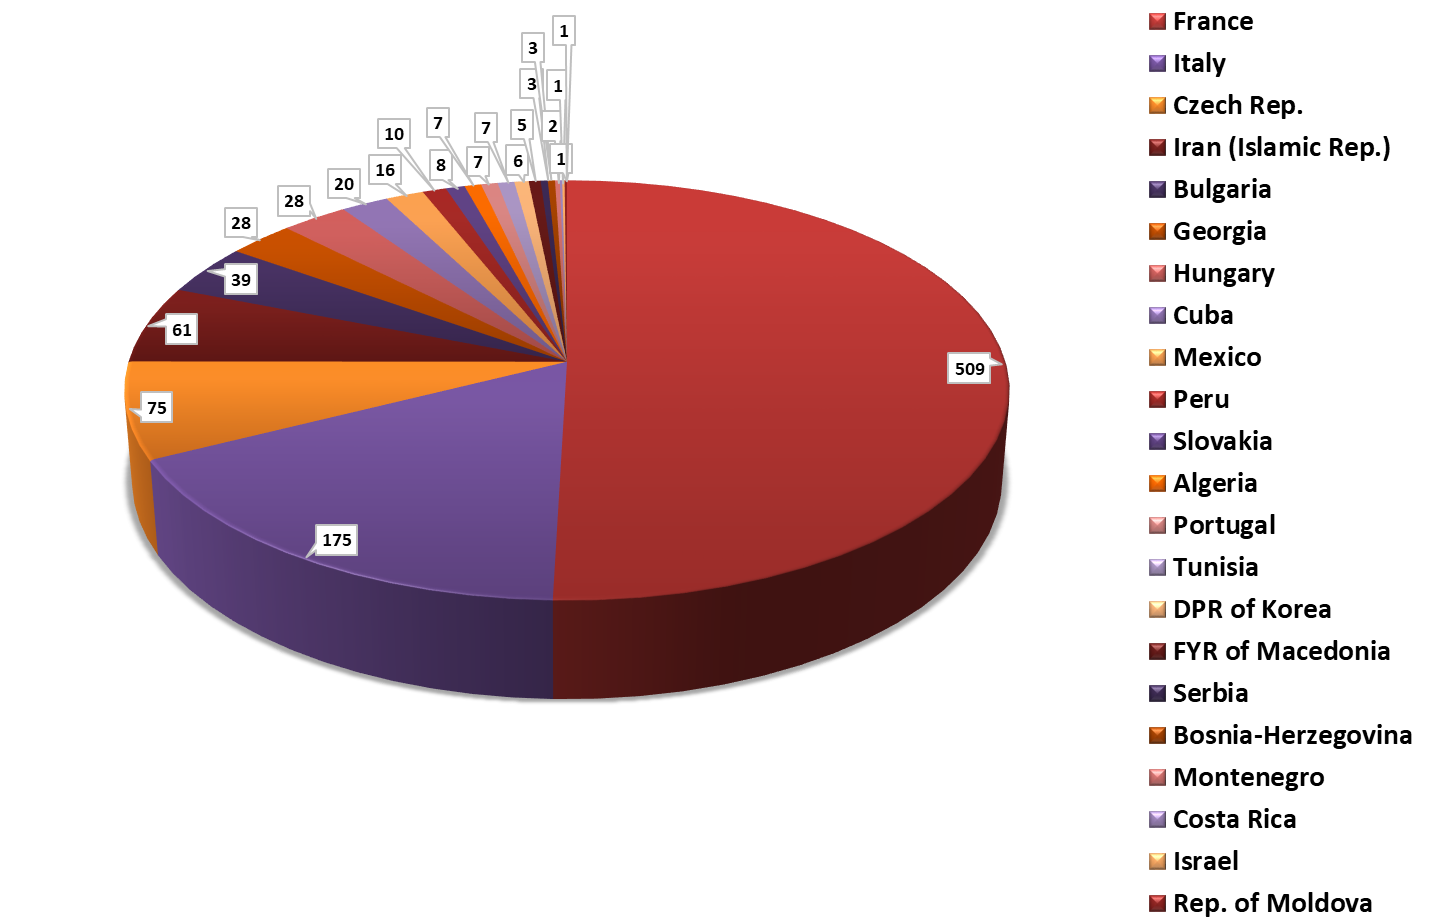 1
3
3
1
7
7
5
2
10
8
7
6
1
16
20
28
28
39
61
75
175
509
France
Italy
Czech Rep.
Iran (Islamic Rep.)
Bulgaria
Georgia
Hungary
Cuba
Mexico
Peru
Slovakia
Algeria
Portugal
Tunisia
DPR of Korea
FYR of Macedonia
Serbia
Bosnia-Herzegovina
Montenegro
Costa Rica
Israel
Rep. of Moldova